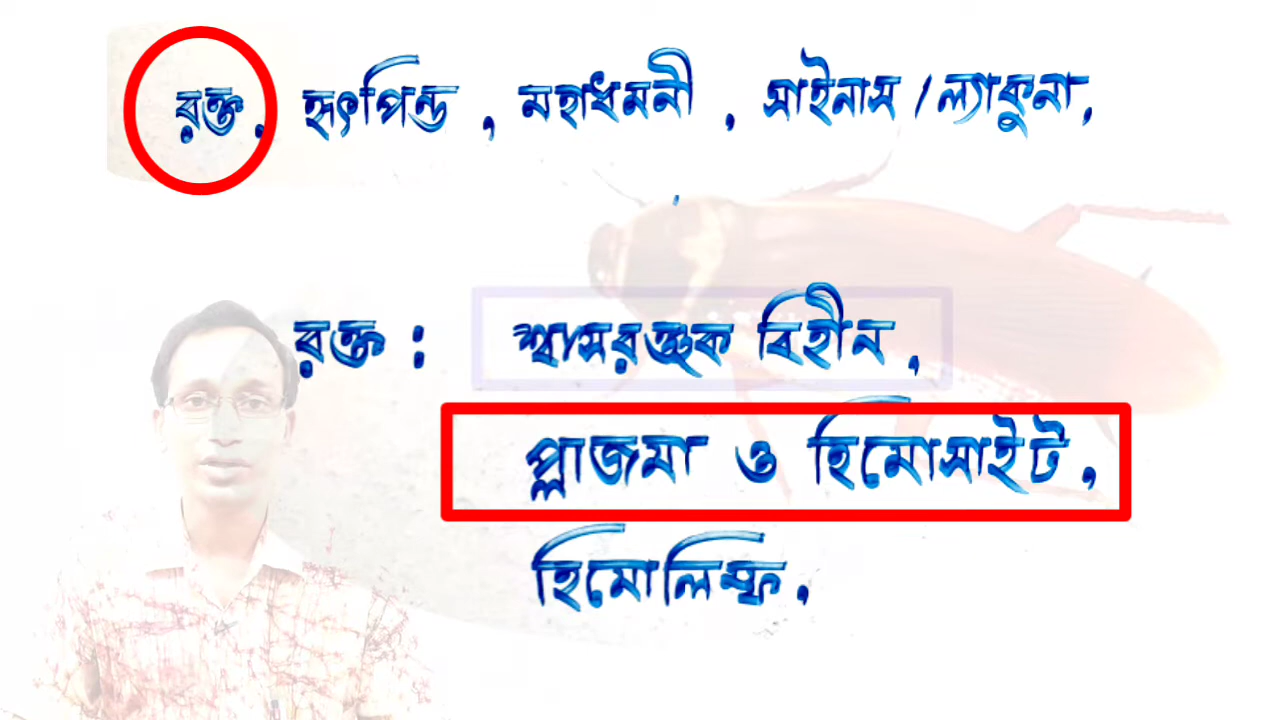 রক্ত, হৃৎপিন্ড, মহাধমনী, সাইনাস/ল্যাকুনা,
রক্ত : শ্বাসরঞ্জক বিহীন,
প্লাজমা ও হিমোসাইট,
হিমোলিম্ফ,